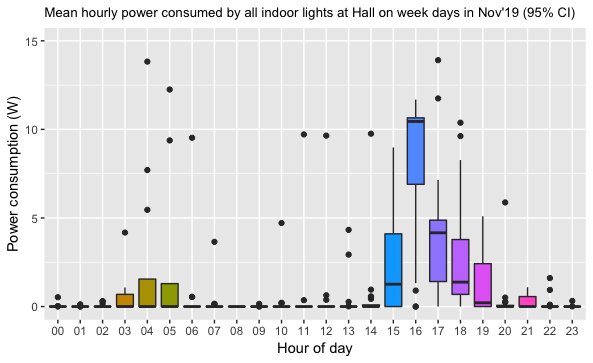 Mean hourly power consumed by all indoor lights at Hall on week days in Nov'19 (95% CI)
Power consumption (W)
15
10
5
0
00 01 02 03 04 05 06 07 08 09 10 11 12 13 14 15 16 17 18 19 20 21 22 23
Hour of day